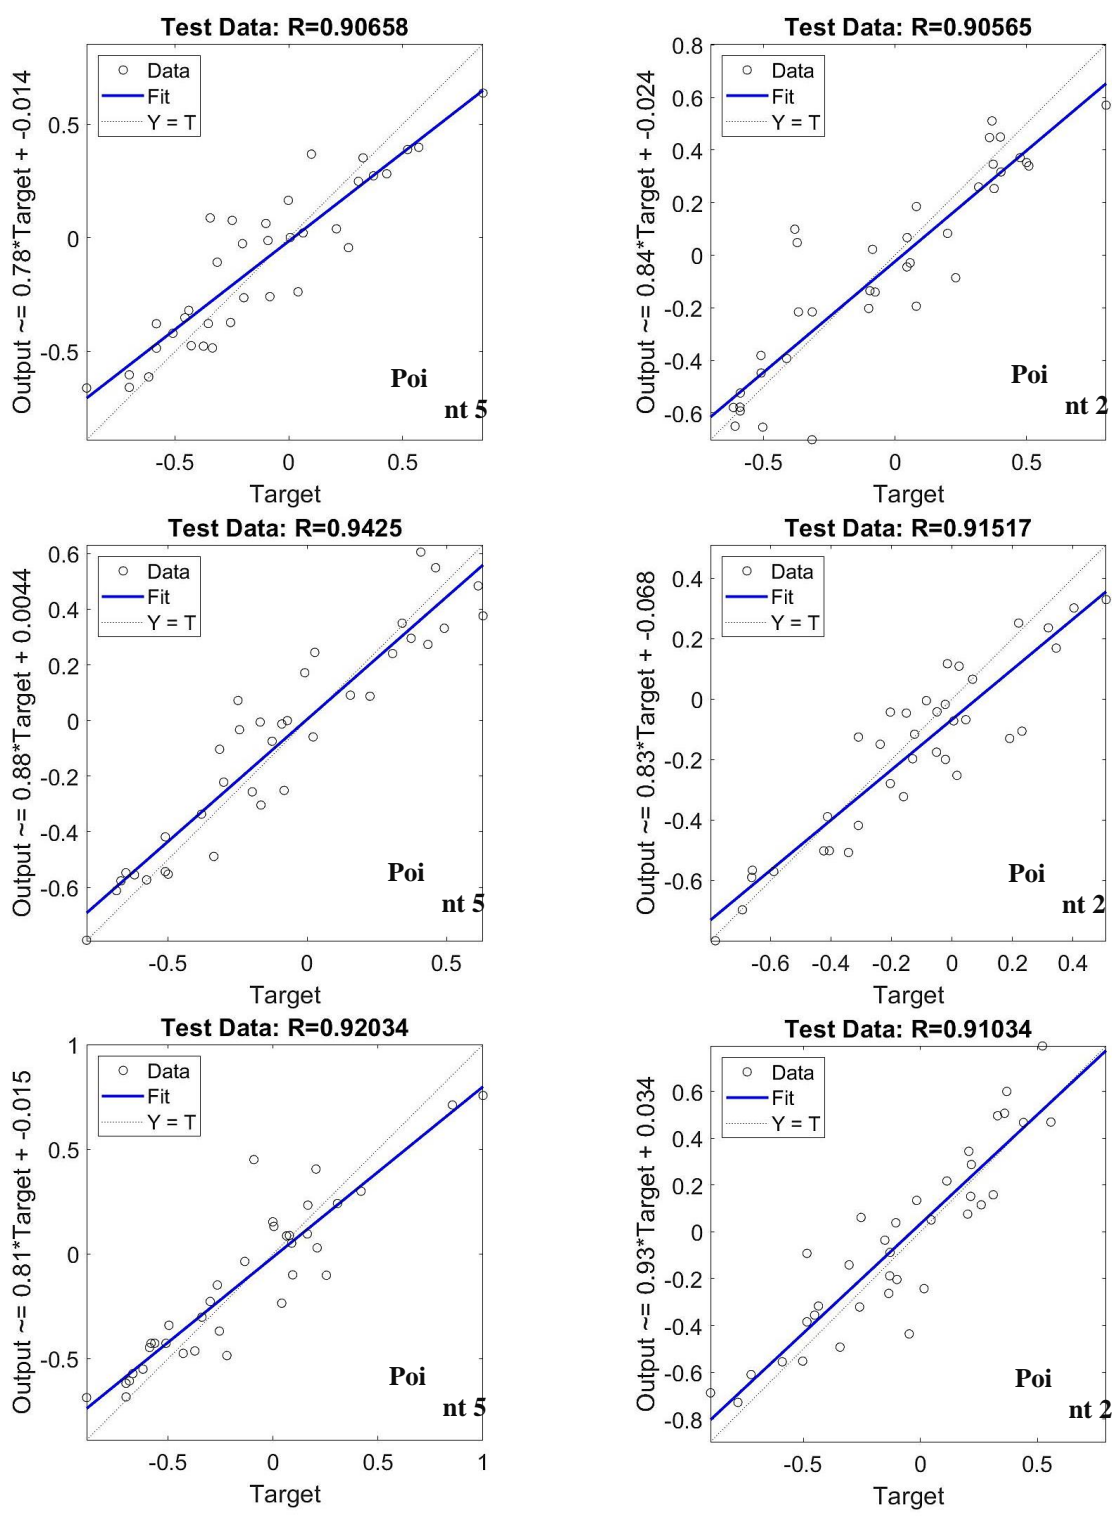 Test Data: R=0.90658
Output ~= 0.78*Target + -0.014
Data
Fit
Y = T
0.5
0
-0.5
Poi
nt 5
-0.5 0 0.5
Target
Test Data: R=0.90565
Output ~= 0.84*Target + -0.024
Data
Fit
Y = T
0.8
0.6
0.4
0.2
0
-0.2
-0.4
-0.6
Poi
nt 2
-0.5 0 0.5
Target
Test Data: R=0.9425
Output ~= 0.88*Target + 0.0044
Data
Fit
Y = T
0.6
0.4
0.2
0
-0.2
-0.4
-0.6
Poi
nt 5
-0.5 0 0.5
Target
Test Data: R=0.91517
Output ~= 0.83*Target + -0.068
Data
Fit
Y = T
0.4
0.2
0
-0.2
-0.4
-0.6
Poi
nt 2
-0.6 -0.4 -0.2 0 0.2 0.4
Target
Test Data: R=0.92034
Output ~= 0.81*Target + -0.015
Data
Fit
Y = T
1
0.5
0
-0.5
Poi
nt 5
-0.5 0 0.5 1
Target
Test Data: R=0.91034
Output ~= 0.93*Target + 0.034
Data
Fit
Y = T
0.6
0.4
0.2
0
-0.2
-0.4
-0.6
-0.8
Poi
nt 2
-0.5 0 0.5
Target